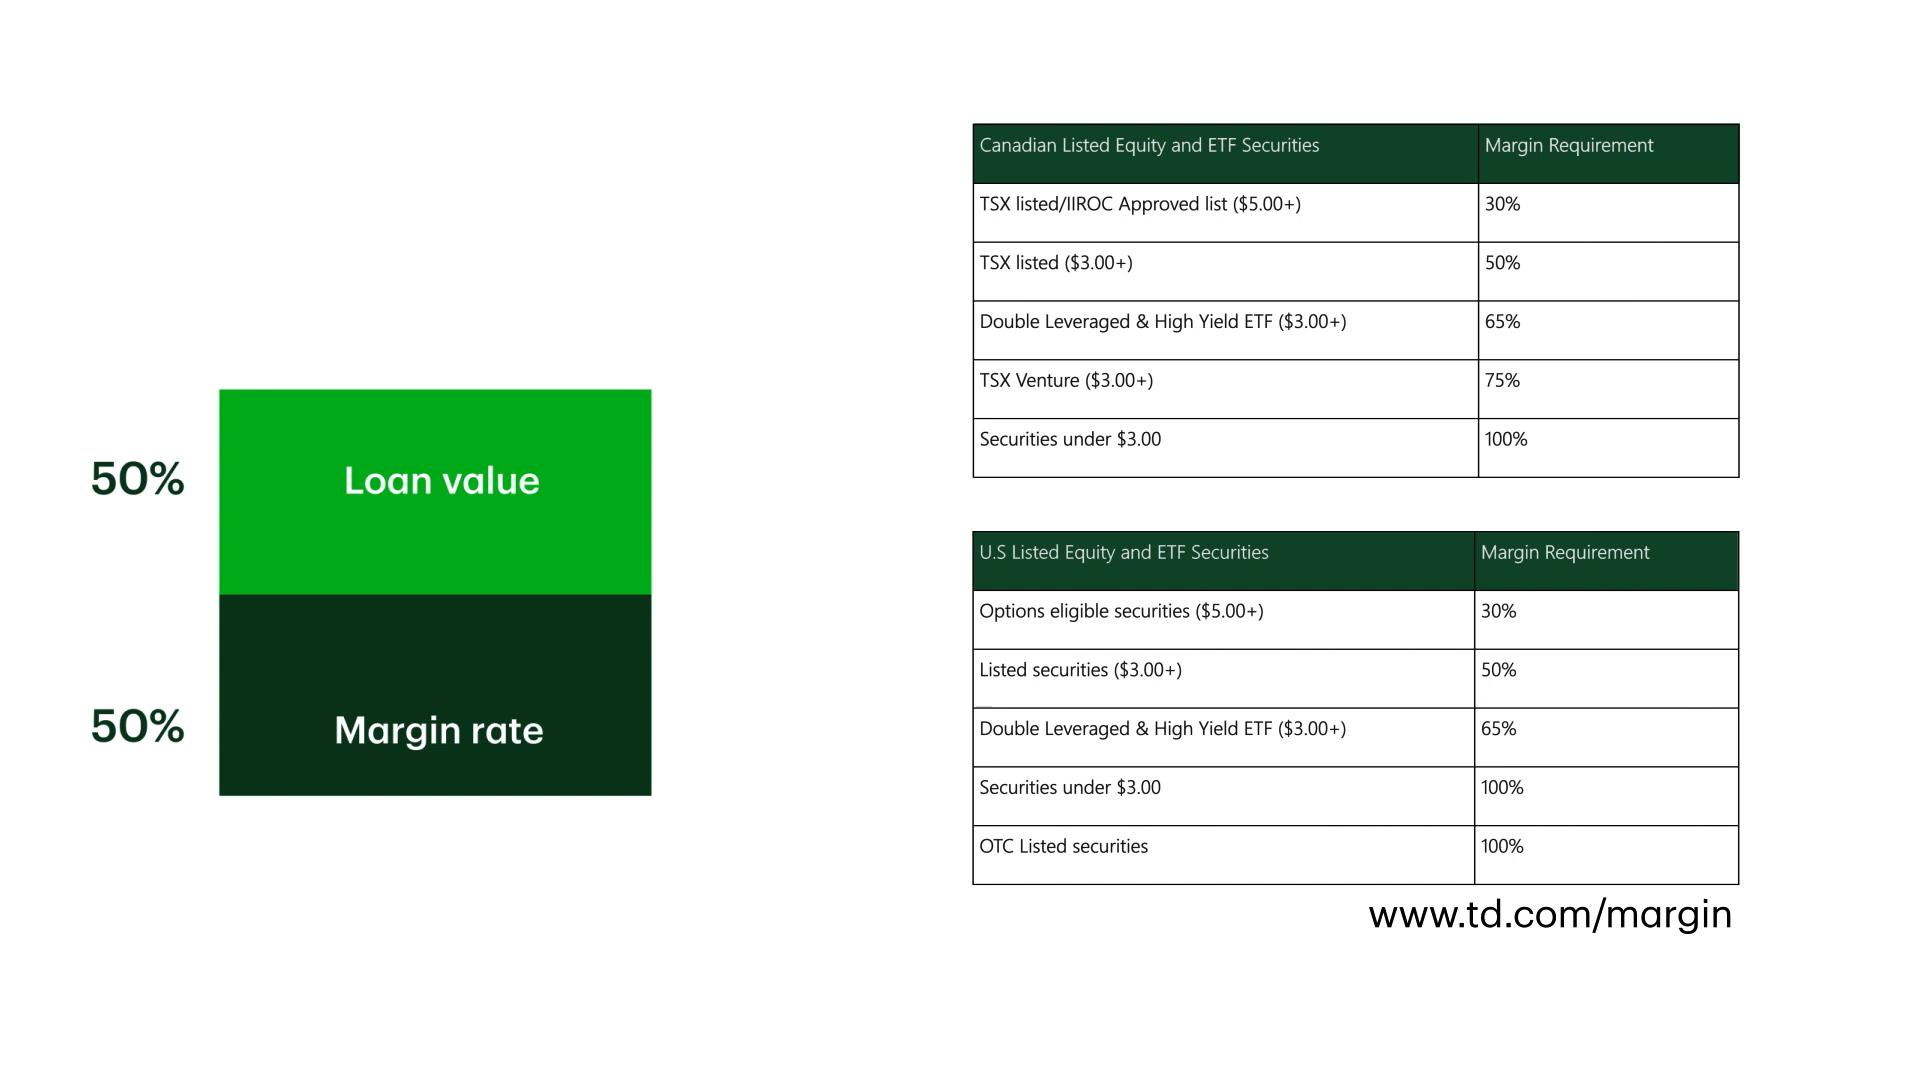 50%
Loan value
50%
Margin rate
Canadian Listed Equity and ETF Securities Margin Requirement
TSX listed/IIROC Approved list ($5.00+) 30%
TSX listed ($3.00+) 50%
Double Leveraged & High Yield ETF ($3.00+) 65%
TSX Venture ($3.00+) 75%
Securities under $3.00 100%
U.S Listed Equity and ETF Securities Margin Requirement
Options eligible securities ($5.00+) 30%
Listed securities ($3.00+) 50%
Double Leveraged & High Yield ETF ($3.00+) 65%
Securities under $3.00 100%
OTC Listed securities 100%
www.td.com/margin